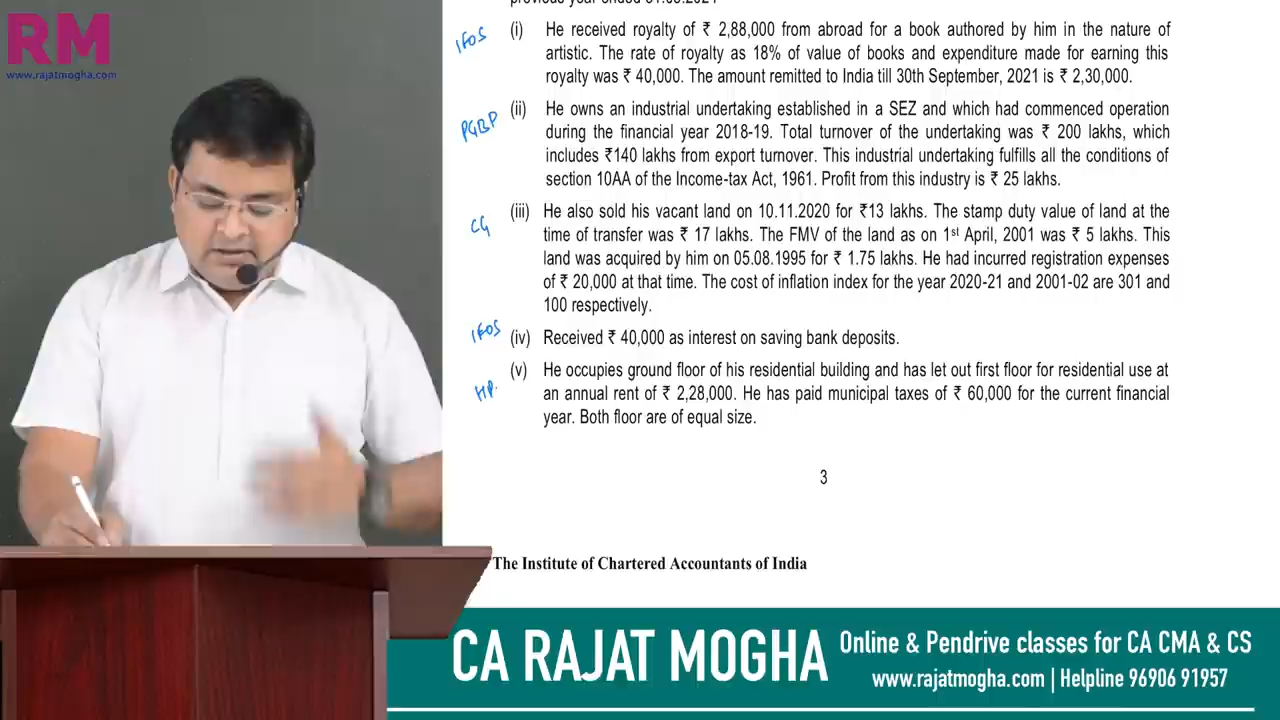 RM
www.rajatmogha.com
IFOS
(i) He received royalty of ₹ 2,88,000 from abroad for a book authored by him in the nature of
artistic. The rate of royalty as 18% of value of books and expenditure made for earning this
royalty was ₹ 40,000. The amount remitted to India till 30th September, 2021 is ₹ 2,30,000.
PGBP
(ii) He owns an industrial undertaking established in a SEZ and which had commenced operation
during the financial year 2018-19. Total turnover of the undertaking was ₹ 200 lakhs, which
includes ₹140 lakhs from export turnover. This industrial undertaking fulfills all the conditions of
section 10AA of the Income-tax Act, 1961. Profit from this industry is ₹ 25 lakhs.
CG
(iii) He also sold his vacant land on 10.11.2020 for ₹13 lakhs. The stamp duty value of land at the
time of transfer was ₹ 17 lakhs. The FMV of the land as on 1st April, 2001 was ₹ 5 lakhs. This
land was acquired by him on 05.08.1995 for ₹ 1.75 lakhs. He had incurred registration expenses
of ₹ 20,000 at that time. The cost of inflation index for the year 2020-21 and 2001-02 are 301 and
100 respectively.
IFOS
(iv) Received ₹ 40,000 as interest on saving bank deposits.
HP.
(v) He occupies ground floor of his residential building and has let out first floor for residential use at
an annual rent of ₹ 2,28,000. He has paid municipal taxes of ₹ 60,000 for the current financial
year. Both floor are of equal size.
3
The Institute of Chartered Accountants of India
CA RAJAT MOGHA
Online & Pendrive classes for CA CMA & CS
www.rajatmogha.com | Helpline 96906 91957